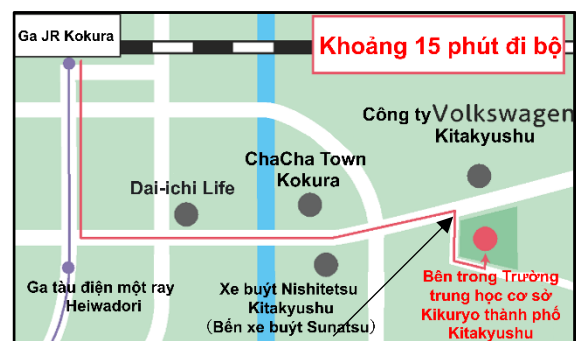 Ga JR Kokura
Khoảng 15 phút đi bộ
Công ty Volkswagen
Kitakyushu
ChaCha Town
Kokura
Dai-ichi Life
Ga tàu điện một ray
Heiwadori
Xe buýt Nishitetsu
Kitakyushu
(Bến xe buýt Sunatsu)
Bên trong Trường
trung học cơ sở
Kikuryo thành phố
Kitakyushu